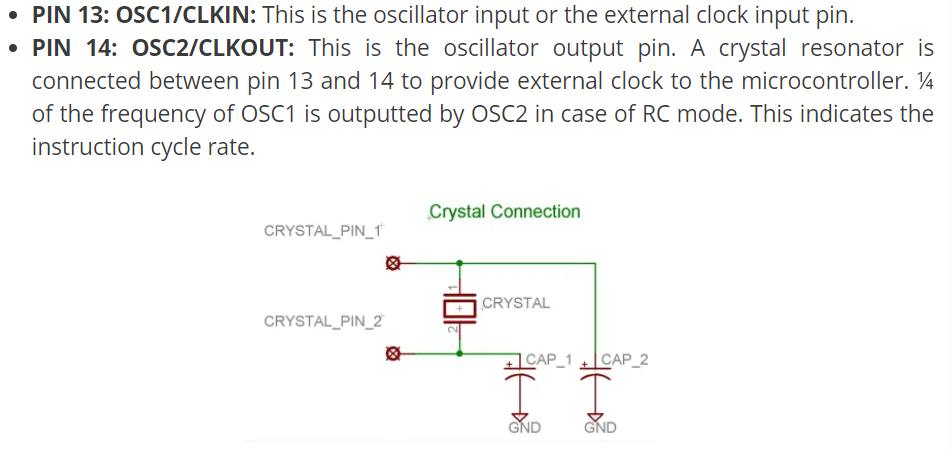 • PIN 13: OSC1/CLKIN: This is the oscillator input or the external clock input pin.
• PIN 14: OSC2/CLKOUT: This is the oscillator output pin. A crystal resonator is
connected between pin 13 and 14 to provide external clock to the microcontroller. ¼
of the frequency of OSC1 is outputted by OSC2 in case of RC mode. This indicates the
instruction cycle rate.
Crystal Connection
CRYSTAL_PIN_1
1
CRYSTAL
CRYSTAL_PIN_2
2
+ CAP_1
+ CAP_2
GND
GND